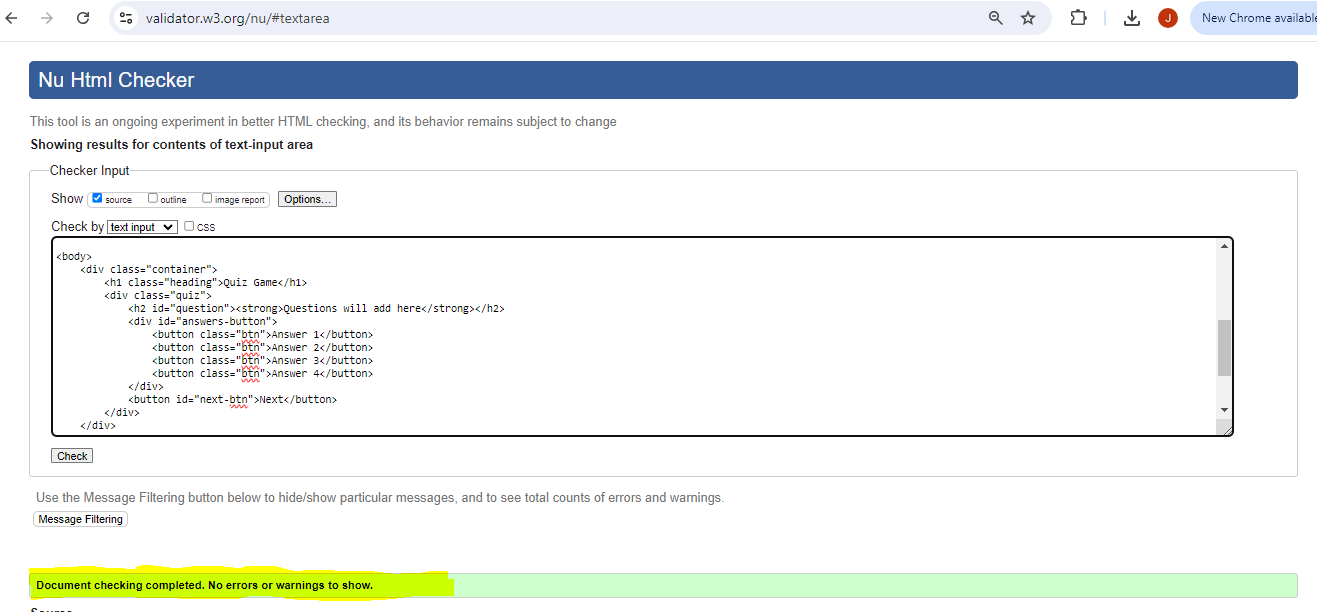 validator.w3.org/nu/#textarea
J
New Chrome available
Nu Html Checker
This tool is an ongoing experiment in better HTML checking, and its behavior remains subject to change
Showing results for contents of text-input area
Checker Input
Show source outline image report Options...
Check by text input css
<body>
    <div class="container">
        <h1 class="heading">Quiz Game</h1>
        <div class="quiz">
            <h2 id="question"><strong>Questions will add here</strong></h2>
            <div id="answers-button">
                <button class="btn">Answer 1</button>
                <button class="btn">Answer 2</button>
                <button class="btn">Answer 3</button>
                <button class="btn">Answer 4</button>
            </div>
            <button id="next-btn">Next</button>
        </div>
    </div>
Check
Use the Message Filtering button below to hide/show particular messages, and to see total counts of errors and warnings.
Message Filtering
Document checking completed. No errors or warnings to show.
Source